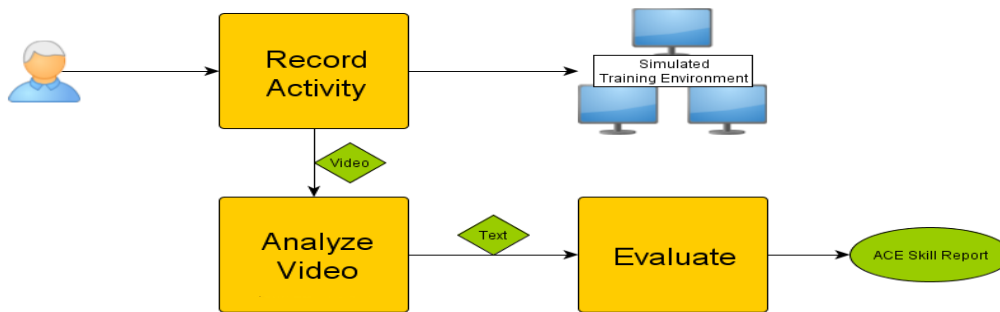 Record
Activity
Simulated
Training Environment
Video
Analyze
Video
Text
Evaluate
ACE Skill Report